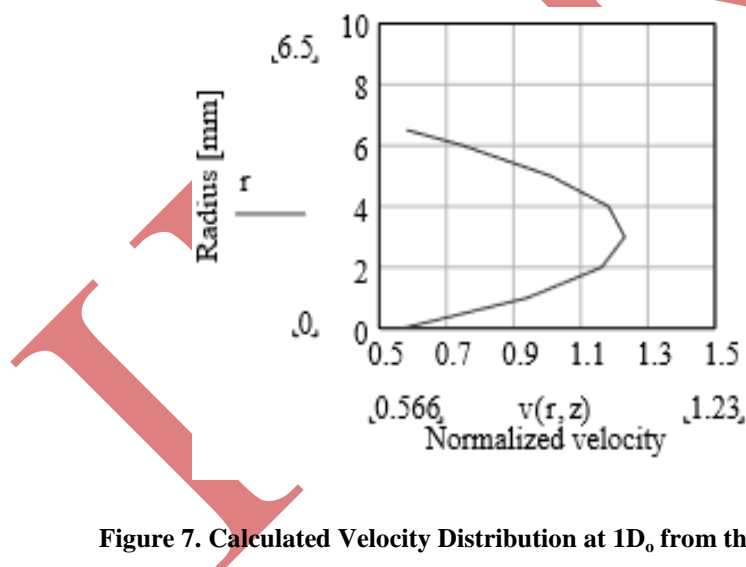 10
⌞6.5⌟
8
Radius [mm]
6
r
4
2
⌞0⌟
0
0.5 0.7 0.9 1.1 1.3 1.5
⌞0.566⌟ v(r, z) ⌞1.23⌟
Normalized velocity
Figure 7. Calculated Velocity Distribution at 1Dₒ from th